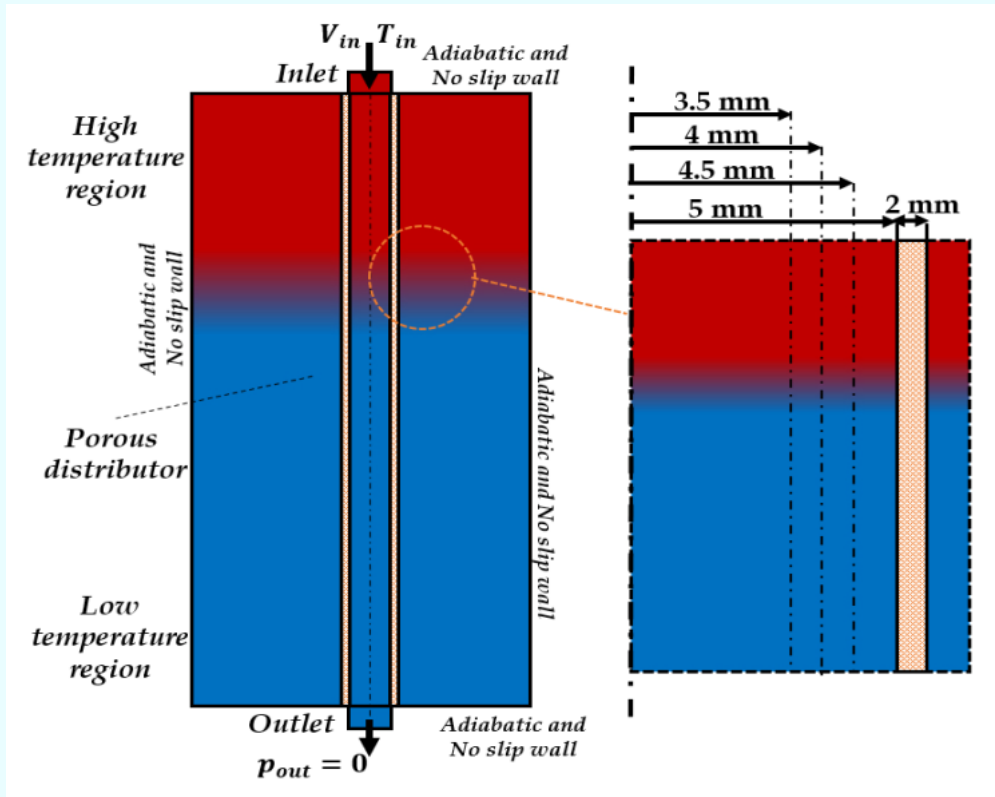 V_in T_in
Inlet
Adiabatic and
No slip wall
High
temperature
region
Adiabatic and
No slip wall
Porous
distributor
Adiabatic and No slip wall
Low
temperature
region
Outlet
p_out = 0
Adiabatic and
No slip wall
3.5 mm
4 mm
4.5 mm
5 mm
2 mm